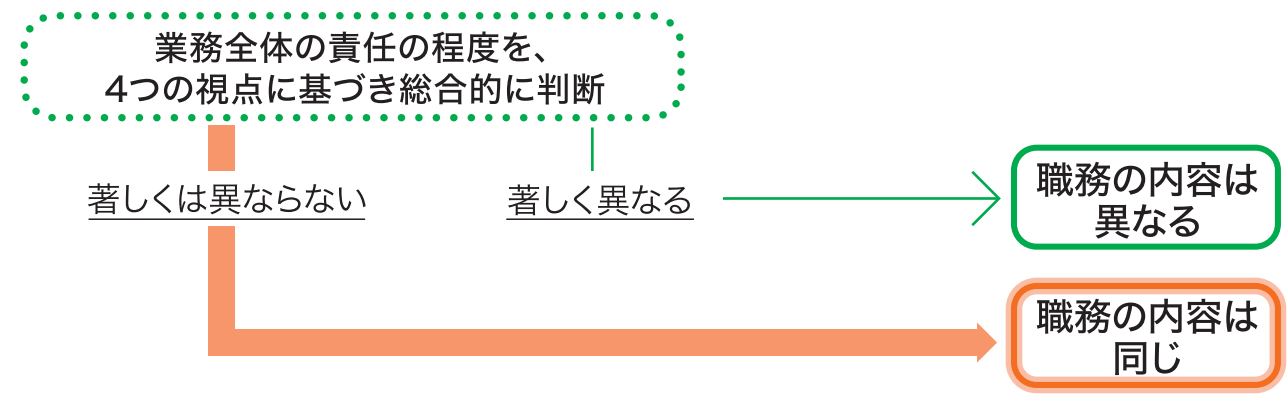 業務全体の責任の程度を、
4つの視点に基づき総合的に判断
著しくは異ならない
著しく異なる
職務の内容は
異なる
職務の内容は
同じ